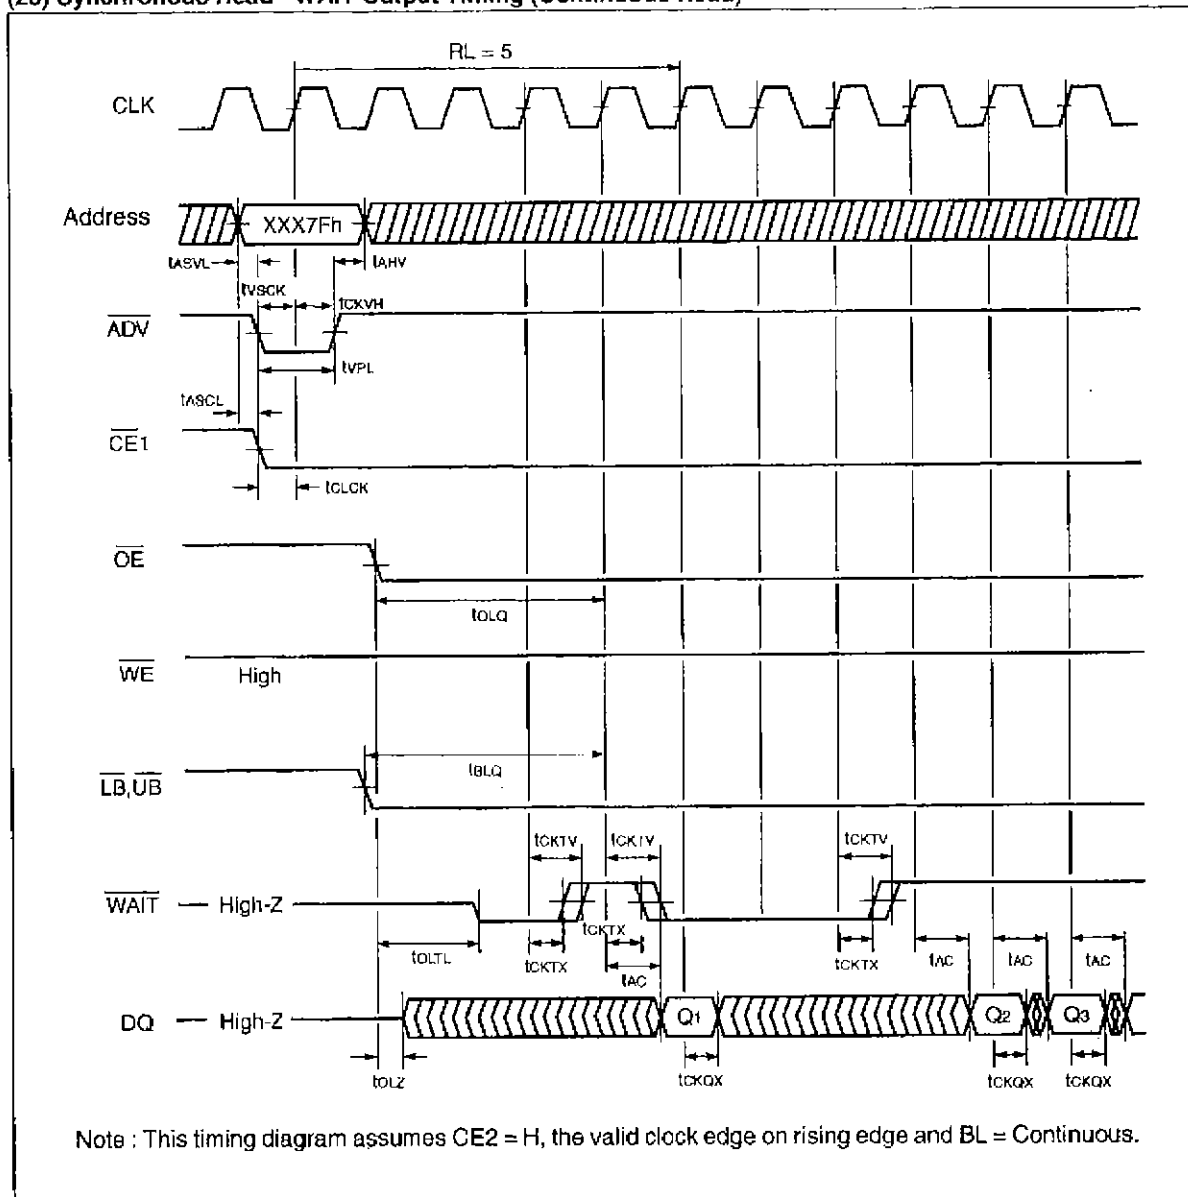 RL = 5
CLK
Address
XXX7Fh
tASVL
tAHV
tVSCK
tCKVH
ADV
tVPL
tASCL
CE1
tCLCK
OE
tOLQ
WE
High
tBLQ
LB,UB
tCKTV
tCKTV
tCKTV
WAIT
High-Z
tCKTX
tOLTL
tCKTX
tAC
tCKTX
tAC
tAC
tAC
DQ
High-Z
Q1
Q2
Q3
tOLZ
tCKQX
tCKQX
tCKQX
Note : This timing diagram assumes CE2 = H, the valid clock edge on rising edge and BL = Continuous.